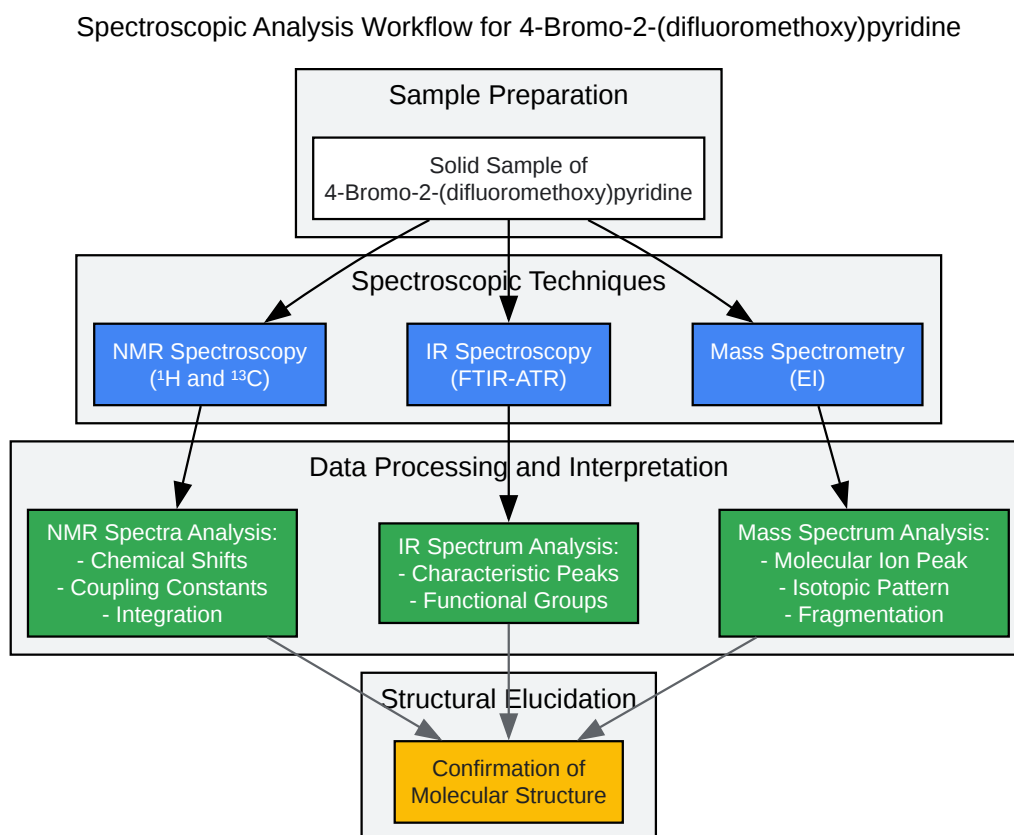 Spectroscopic Analysis Workflow for 4-Bromo-2-(difluoromethoxy)pyridine
Sample Preparation
Solid Sample of
4-Bromo-2-(difluoromethoxy)pyridine
Spectroscopic Techniques
NMR Spectroscopy
(¹H and ¹³C)
IR Spectroscopy
(FTIR-ATR)
Mass Spectrometry
(EI)
Data Processing and Interpretation
NMR Spectra Analysis:
- Chemical Shifts
- Coupling Constants
- Integration
IR Spectrum Analysis:
- Characteristic Peaks
- Functional Groups
Mass Spectrum Analysis:
- Molecular Ion Peak
- Isotopic Pattern
- Fragmentation
Structural Elucidation
Confirmation of
Molecular Structure